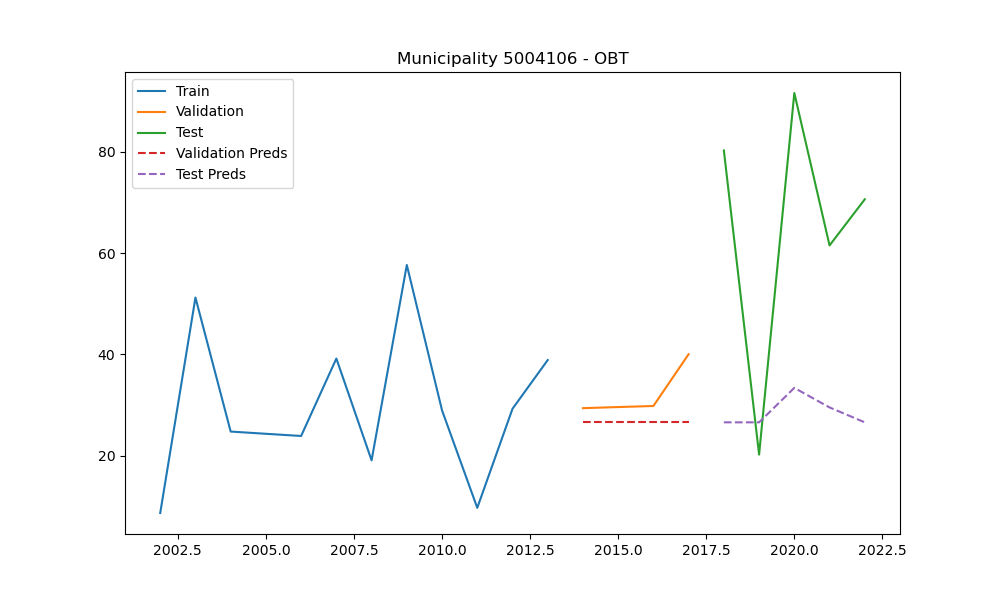 Municipality 5004106 - OBT
Train
Validation
Test
Validation Preds
Test Preds
80
60
40
20
2002.5 2005.0 2007.5 2010.0 2012.5 2015.0 2017.5 2020.0 2022.5